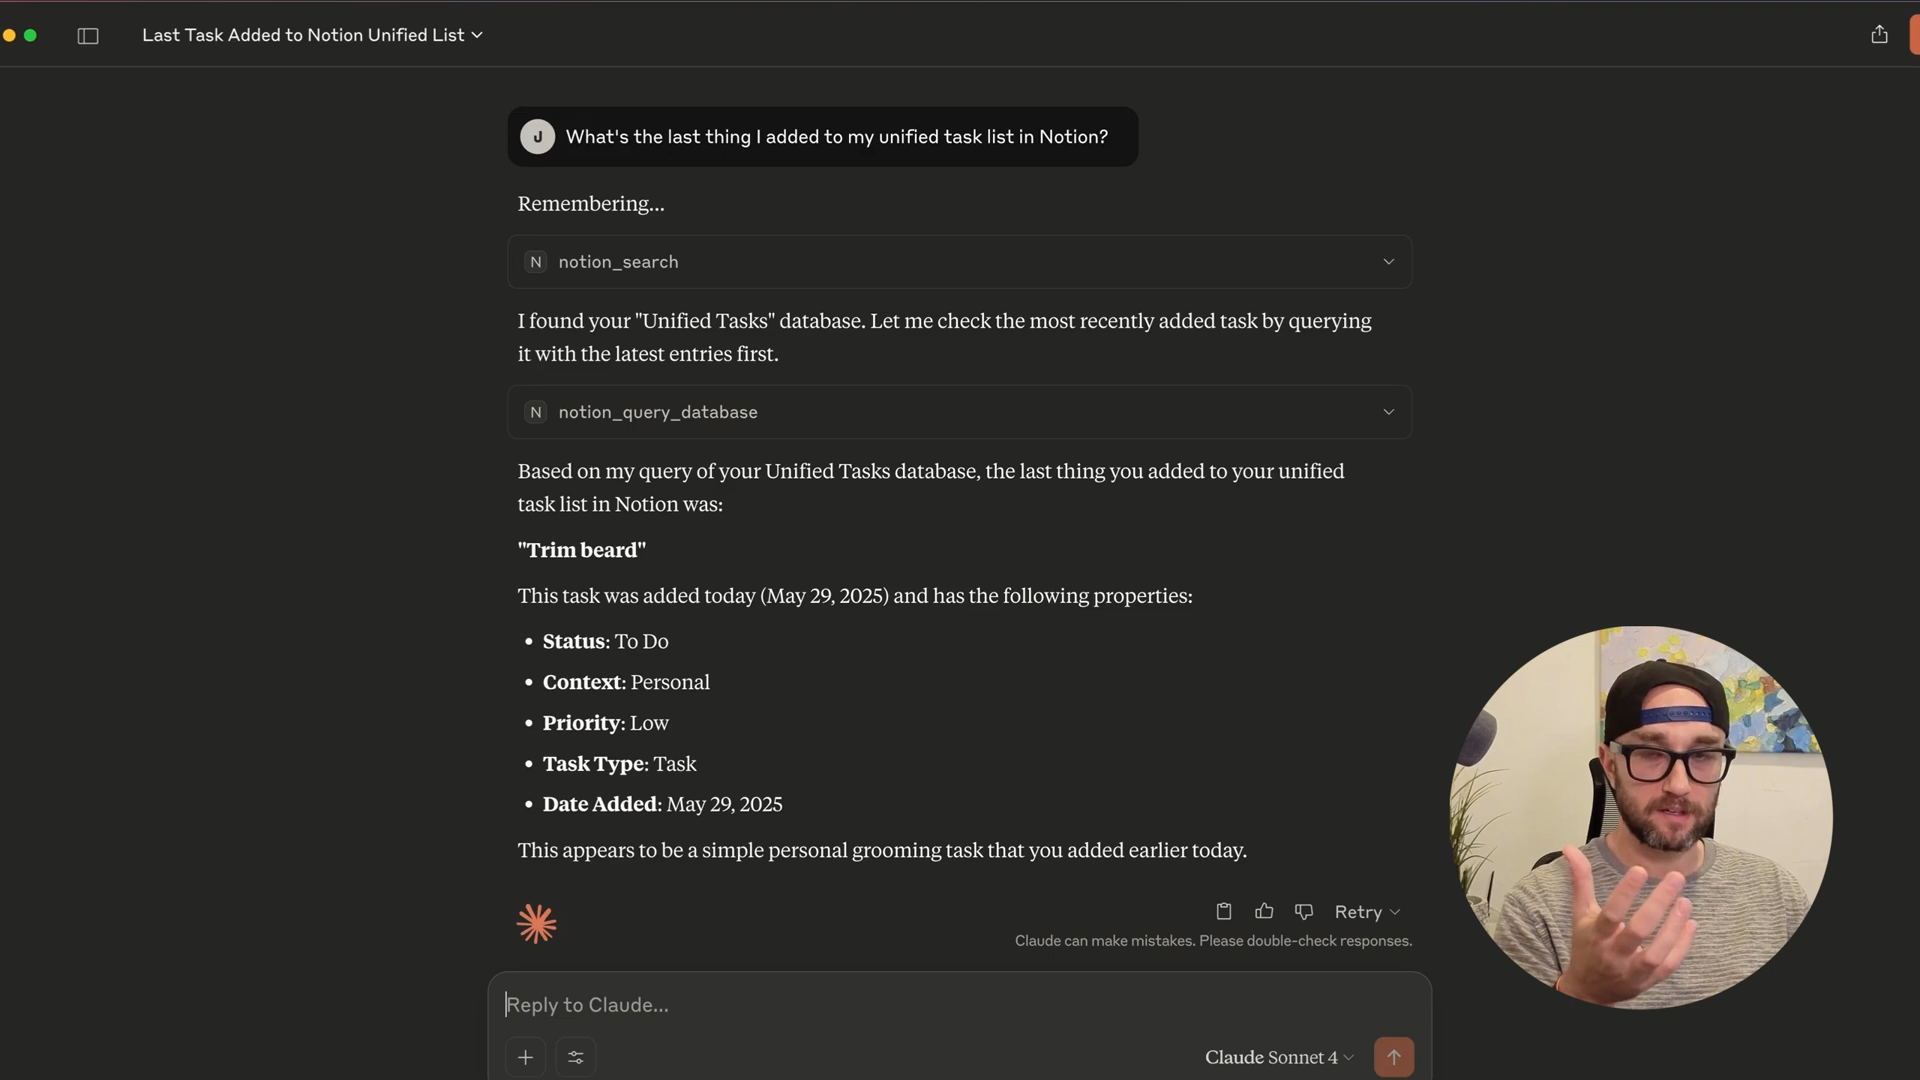 Last Task Added to Notion Unified List
J What's the last thing I added to my unified task list in Notion?
Remembering...
N notion_search
I found your "Unified Tasks" database. Let me check the most recently added task by querying
it with the latest entries first.
N notion_query_database
Based on my query of your Unified Tasks database, the last thing you added to your unified
task list in Notion was:
"Trim beard"
This task was added today (May 29, 2025) and has the following properties:
• Status: To Do
• Context: Personal
• Priority: Low
• Task Type: Task
• Date Added: May 29, 2025
This appears to be a simple personal grooming task that you added earlier today.
Retry
Claude can make mistakes. Please double-check responses.
Reply to Claude...
Claude Sonnet 4